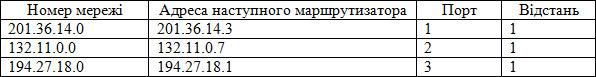 Номер мережі Адреса наступного маршрутизатора Порт Відстань
201.36.14.0 201.36.14.3 1 1
132.11.0.0 132.11.0.7 2 1
194.27.18.0 194.27.18.1 3 1